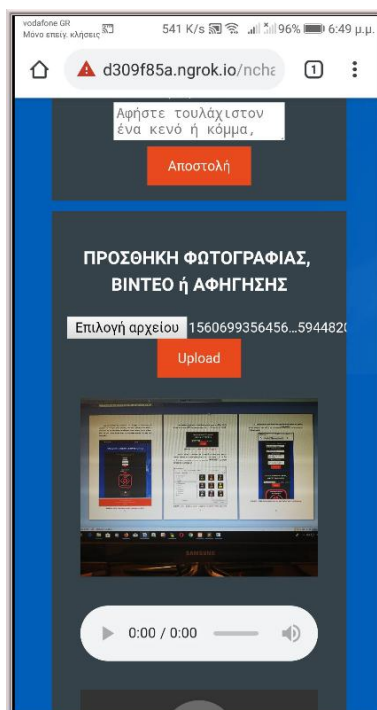 vodafone GR
Μόνο επείγ. κλήσεις
541 K/s
96%
6:49 μ.μ.
d309f85a.ngrok.io/ncha
1
Αφήστε τουλάχιστον
ένα κενό ή κόμμα,
Αποστολή
ΠΡΟΣΘΗΚΗ ΦΩΤΟΓΡΑΦΙΑΣ,
ΒΙΝΤΕΟ ή ΑΦΗΓΗΣΗΣ
Επιλογή αρχείου 1560699356456...5944820
Upload
SAMSUNG
0:00 / 0:00